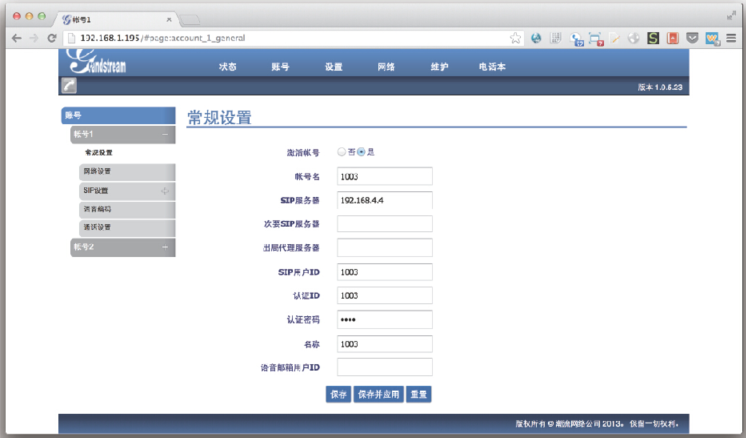 帐号1
192.168.1.195/#page:account_1_general
Grandstream
状态 账号 设置 网络 维护 电话本
版本 1.0.5.23
账号
帐号1
常规设置
网络设置
SIP设置
语音编码
通话设置
帐号2
常规设置
激活帐号 否 是
帐号名 1003
SIP服务器 192.168.4.4
次要SIP服务器
出局代理服务器
SIP用户ID 1003
认证ID 1003
认证密码 ••••
名称 1003
语音邮箱用户ID
保存 保存并应用 重置
版权所有 © 潮流网络公司 2013。 保留一切权利。